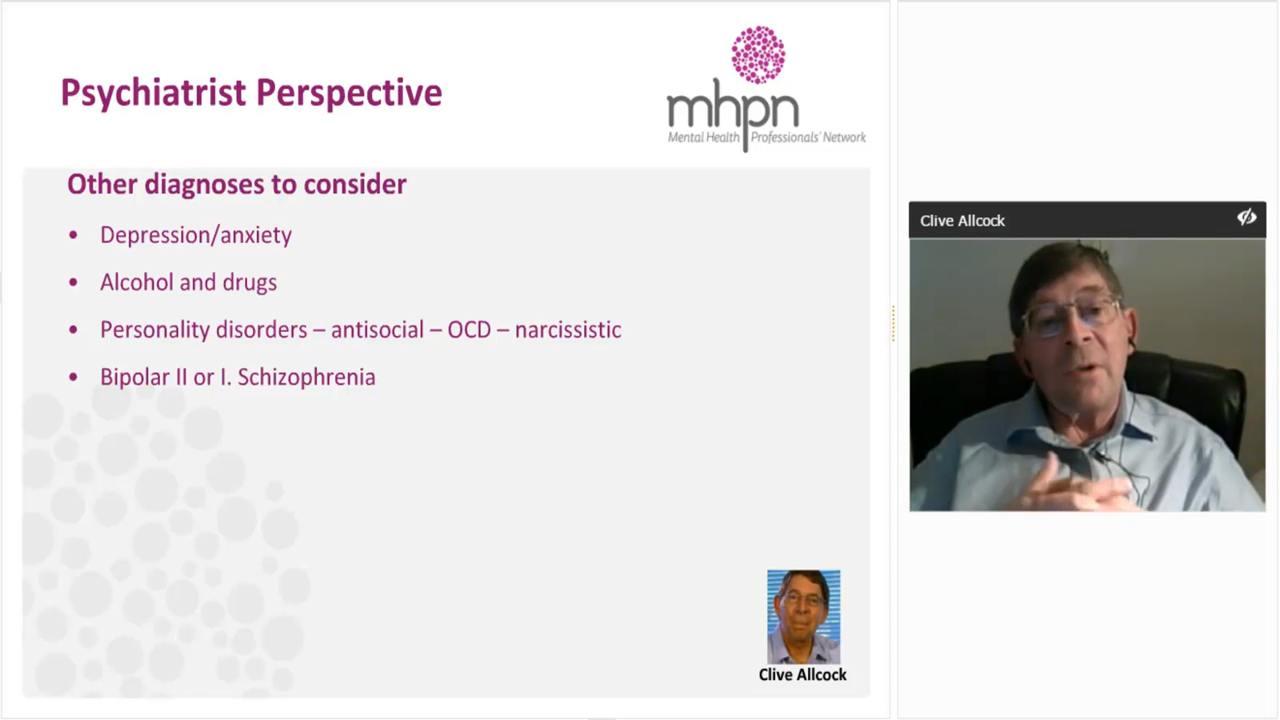 Psychiatrist Perspective
mhpn
Mental Health Professionals' Network
Other diagnoses to consider
• Depression/anxiety
• Alcohol and drugs
• Personality disorders – antisocial – OCD – narcissistic
• Bipolar II or I. Schizophrenia
Clive Allcock
Clive Allcock